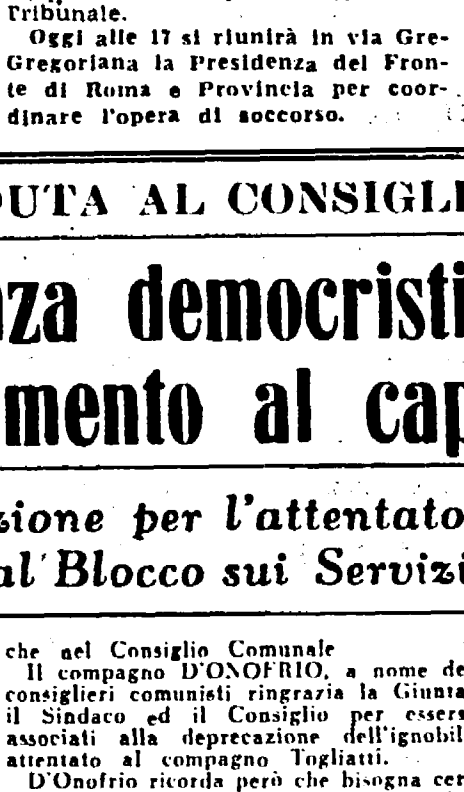 Tribunale.
Oggi alle 17 si riunirà in via Gre-
Gregoriana la Presidenza del Fron-
te di Roma e Provincia per coor-
dinare l'opera di soccorso.
UTA AL CONSIGLI
nza democristi
mento al cap
zione per l'attentato
al Blocco sui Servizi
che nel Consiglio Comunale
Il compagno D'ONOFRIO, a nome de
consiglieri comunisti ringrazia la Giunta
il Sindaco ed il Consiglio per essers
associati alla deprecazione dell'ignobil
attentato al compagno Togliatti.
D'Onofrio ricorda però che bisogna cer